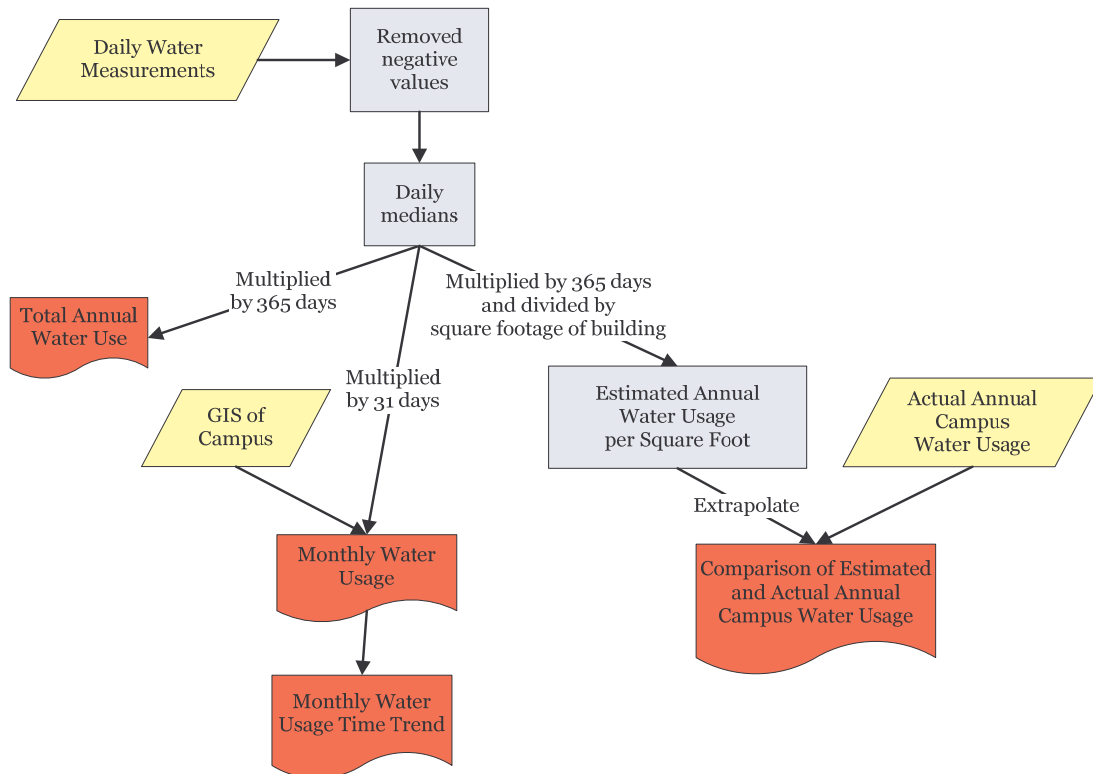 Daily Water
Measurements
Removed
negative
values
Daily
medians
Multiplied
by 365 days
Multiplied by 365 days
and divided by
square footage of building
Total Annual
Water Use
Multiplied
by 31 days
GIS of
Campus
Estimated Annual
Water Usage
per Square Foot
Actual Annual
Campus
Water Usage
Extrapolate
Monthly Water
Usage
Comparison of Estimated
and Actual Annual
Campus Water Usage
Monthly Water
Usage Time Trend